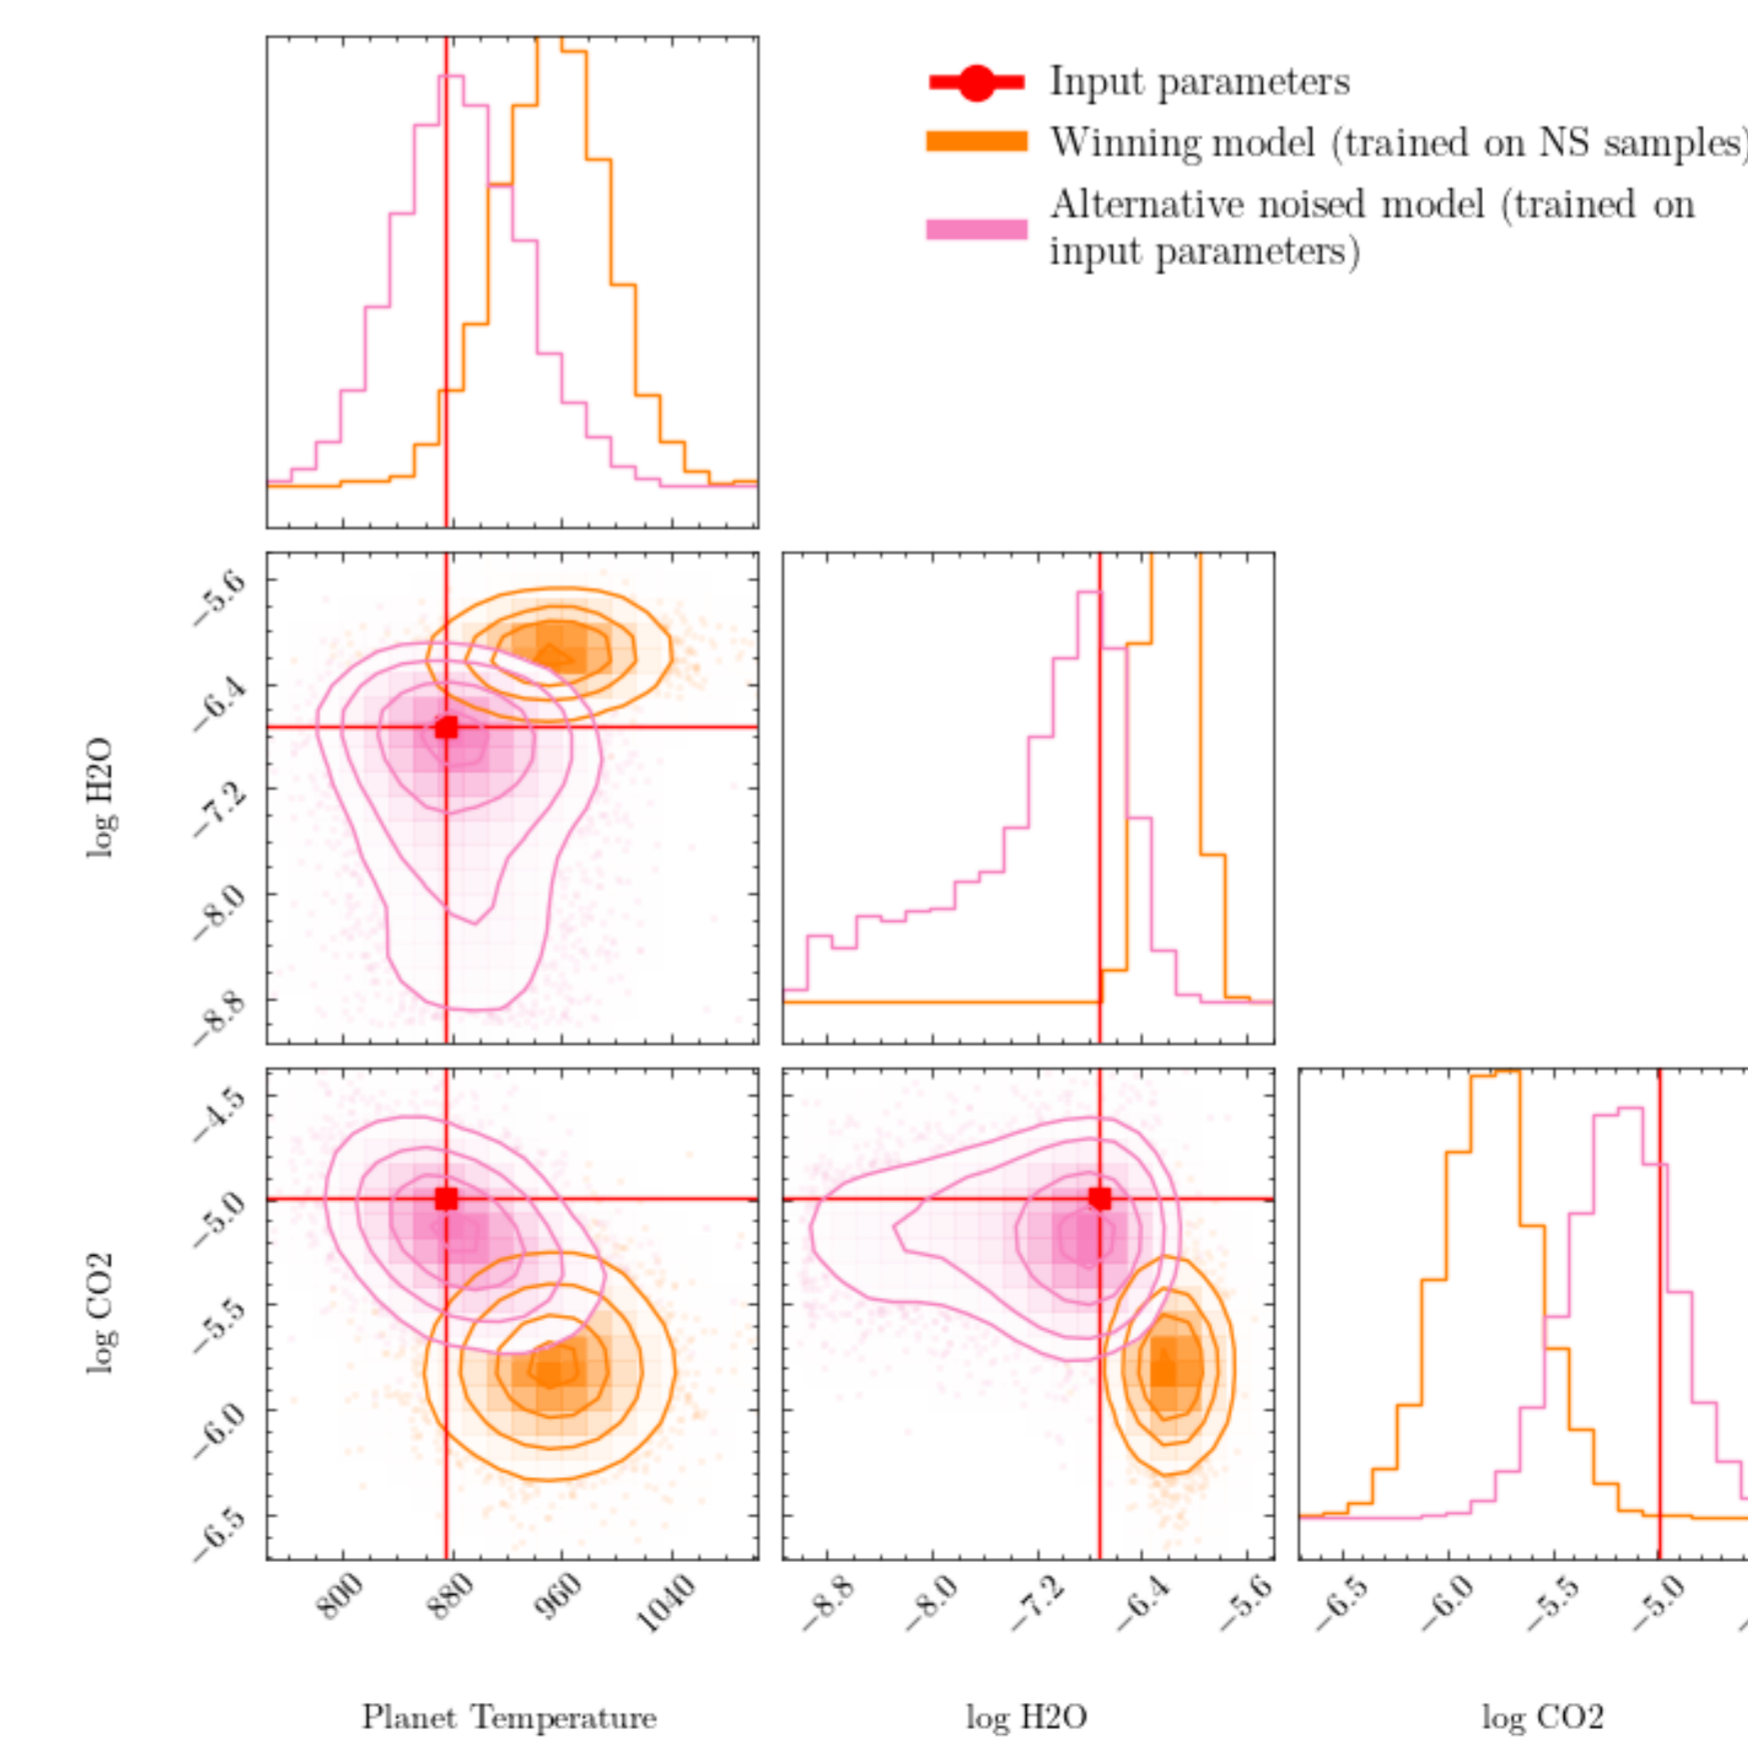 Input parameters
Winning model (trained on NS samples)
Alternative noised model (trained on
input parameters)
log H2O
−5.6
−6.4
−7.2
−8.0
−8.8
log CO2
−4.5
−5.0
−5.5
−6.0
−6.5
800 880 960 1040
−8.8 −8.0 −7.2 −6.4 −5.6
−6.5 −6.0 −5.5 −5.0
Planet Temperature
log H2O
log CO2